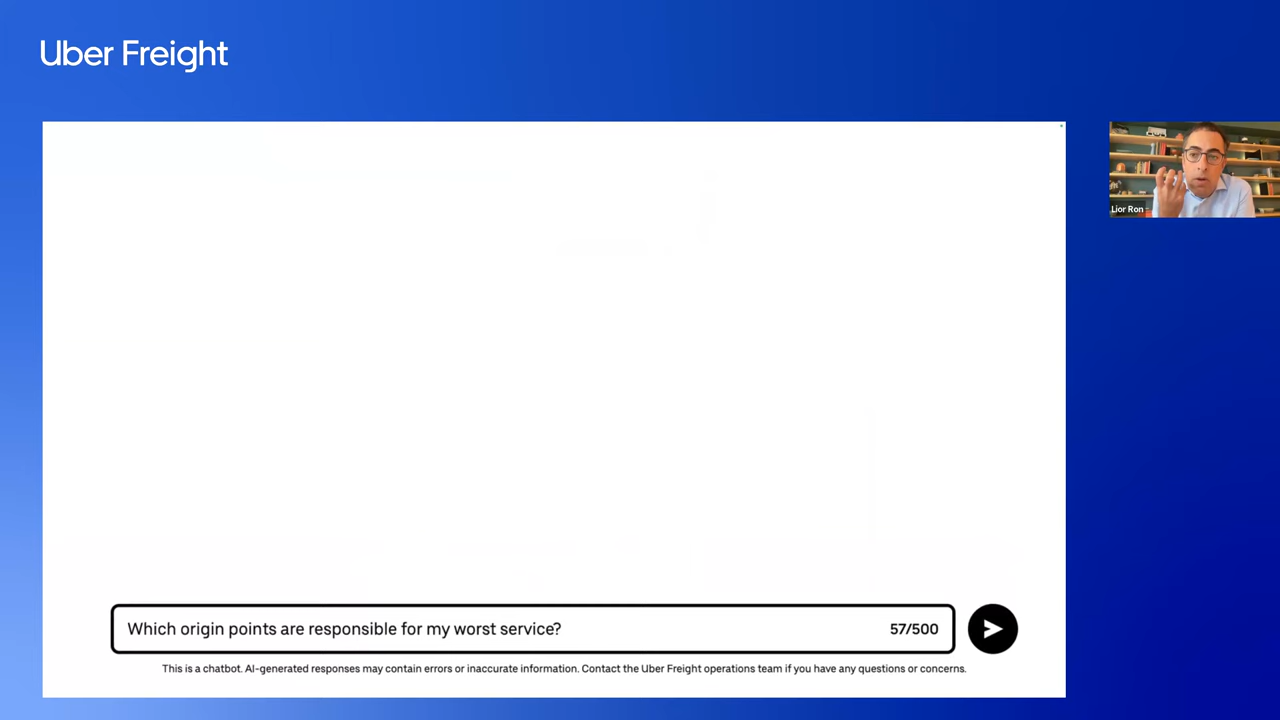 Uber Freight
Lior Ron
Which origin points are responsible for my worst service?
57/500
This is a chatbot. AI-generated responses may contain errors or inaccurate information. Contact the Uber Freight operations team if you have any questions or concerns.